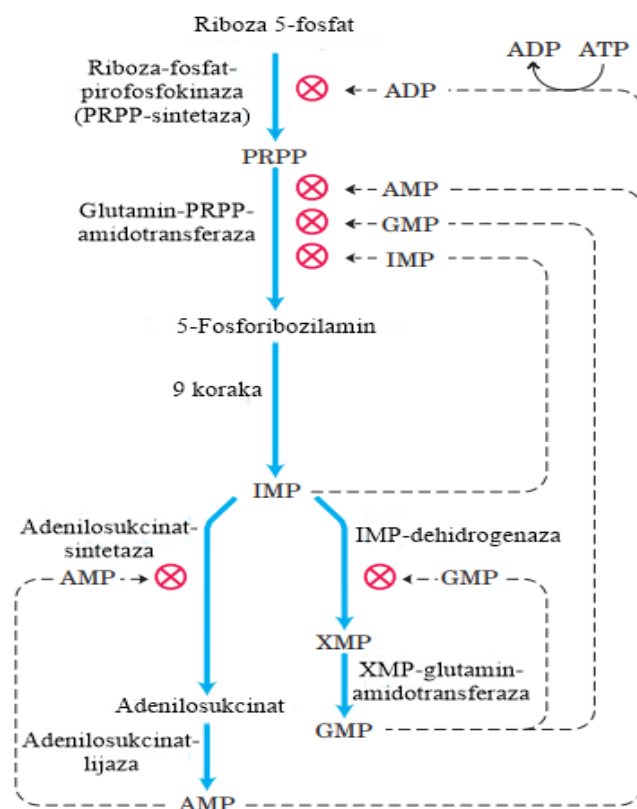 Riboza 5-fosfat
ADP ATP
Riboza-fosfat-
pirofosfokinaza
(PRPP-sintetaza)
ADP
PRPP
AMP
Glutamin-PRPP-
amidotransferaza
GMP
IMP
5-Fosforibozilamin
9 koraka
IMP
Adenilosukcinat-
sintetaza
IMP-dehidrogenaza
AMP
GMP
XMP
XMP-glutamin-
amidotransferaza
Adenilosukcinat
GMP
Adenilosukcinat-
lijaza
AMP